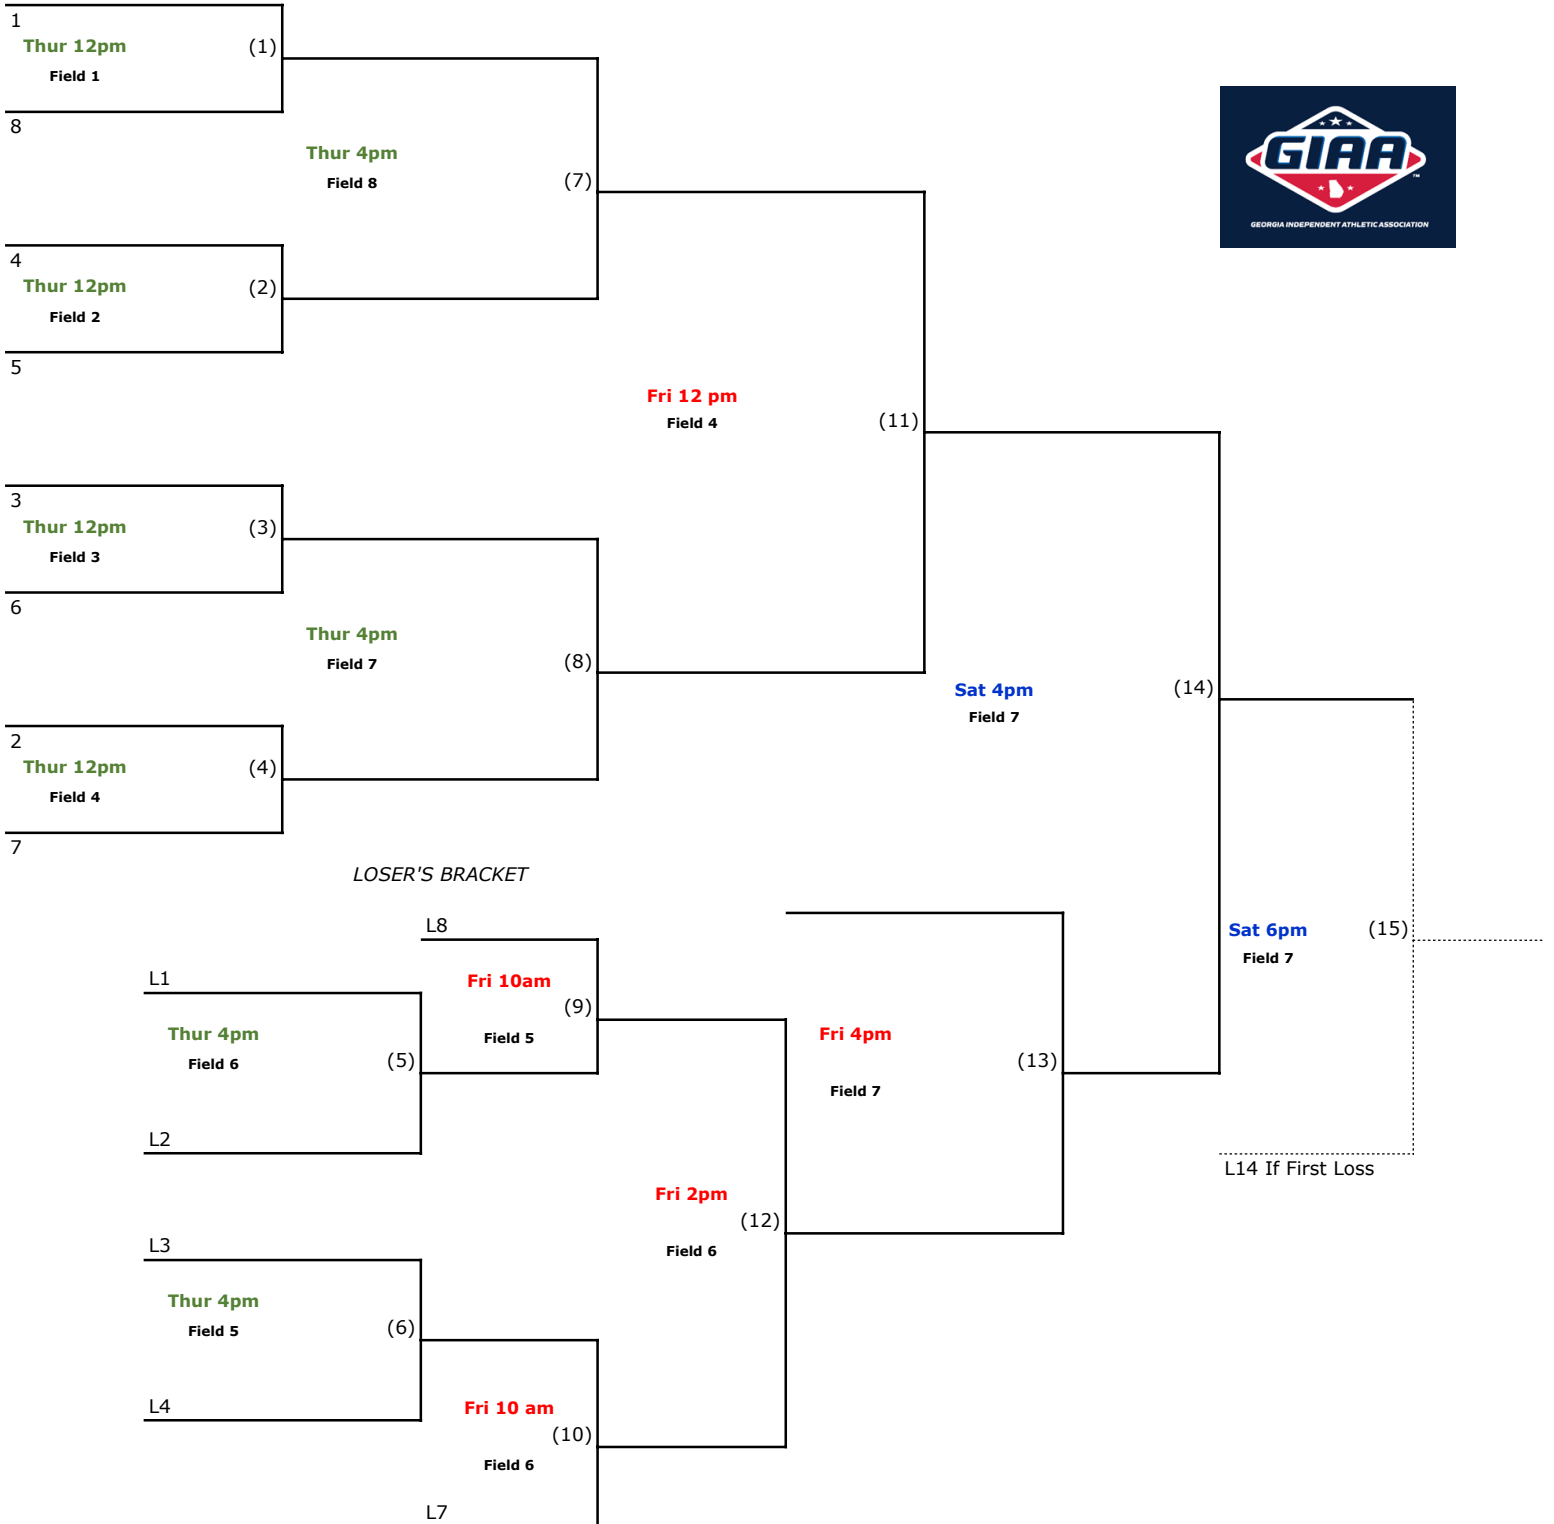 1
Thur 12pm
(1)
Field 1
8
Thur 4pm
Field 8
(7)
GIAA
™
GEORGIA INDEPENDENT ATHLETIC ASSOCIATION
4
Thur 12pm
(2)
Field 2
5
Fri 12 pm
Field 4
(11)
3
Thur 12pm
(3)
Field 3
6
Thur 4pm
Field 7
(8)
Sat 4pm
Field 7
(14)
2
Thur 12pm
(4)
Field 4
7
LOSER'S BRACKET
L8
Fri 10am
(9)
Field 5
L1
Thur 4pm
Field 6
(5)
L2
Fri 4pm
(13)
Field 7
Sat 6pm
(15)
Field 7
L14 If First Loss
Fri 2pm
(12)
Field 6
L3
Thur 4pm
Field 5
(6)
L4
Fri 10 am
(10)
Field 6
L7